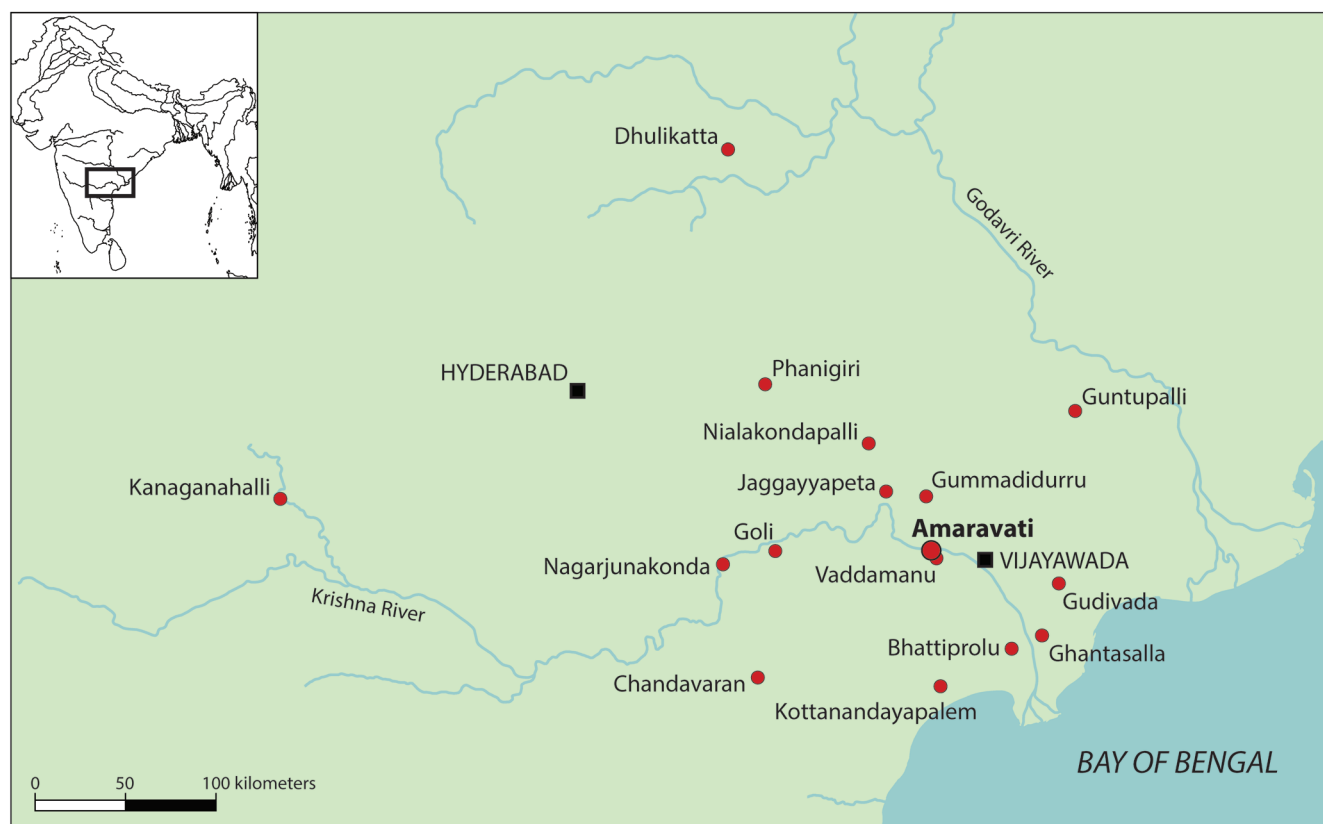 Dhulikatta
Godavri River
HYDERABAD
Phanigiri
Guntupalli
Nialakondapalli
Kanaganahalli
Jaggayyapeta
Gummadidurru
Goli
Amaravati
Nagarjunakonda
Vaddamanu
VIJAYAWADA
Krishna River
Gudivada
Bhattiprolu
Ghantasalla
Chandavaran
Kottanandayapalem
BAY OF BENGAL
0 50 100 kilometers